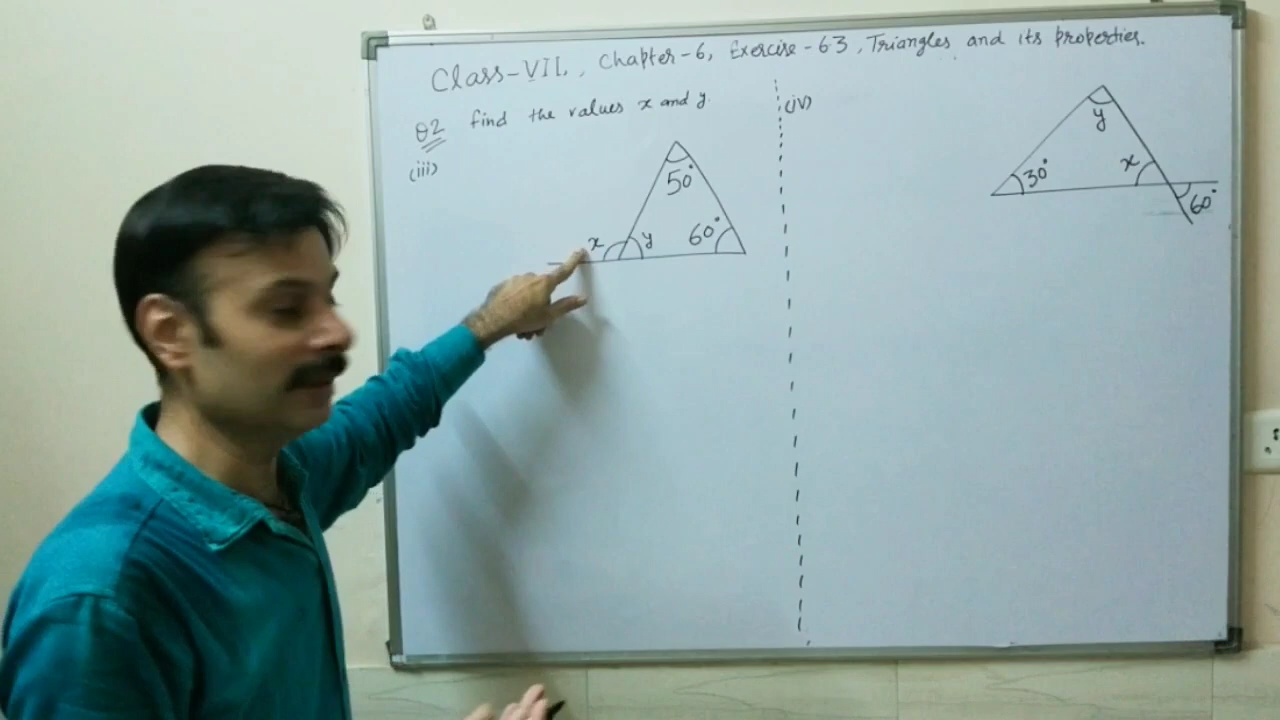 Class-VII, Chapter-6, Exercise-6.3, Triangles and its properties.
Q2 find the values x and y.
(iii)
50°
x y 60°
(iv)
y
30° x
60°